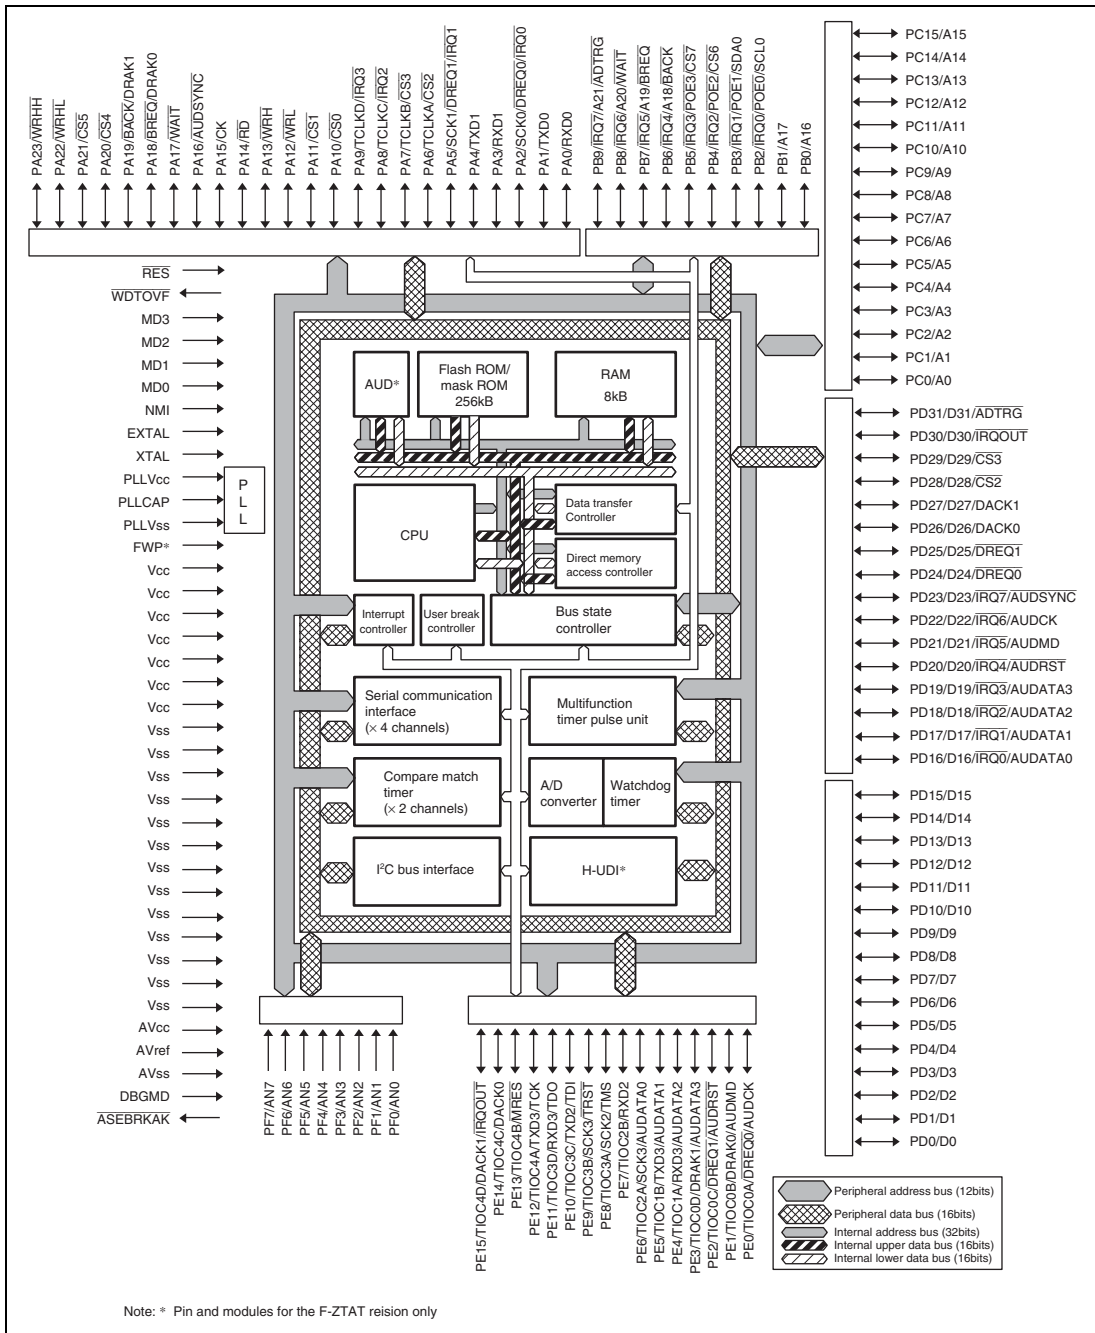 PA23/WRHH
PA22/WRHL
PA21/CS5
PA20/CS4
PA19/BACK/DRAK1
PA18/BREQ/DRAK0
PA17/WAIT
PA16/AUDSYNC
PA15/CK
PA14/RD
PA13/WRH
PA12/WRL
PA11/CS1
PA10/CS0
PA9/TCLKD/IRQ3
PA8/TCLKC/IRQ2
PA7/TCLKB/CS3
PA6/TCLKA/CS2
PA5/SCK1/DREQ1/IRQ1
PA4/TXD1
PA3/RXD1
PA2/SCK0/DREQ0/IRQ0
PA1/TXD0
PA0/RXD0
PB9/IRQ7/A21/ADTRG
PB8/IRQ6/A20/WAIT
PB7/IRQ5/A19/BREQ
PB6/IRQ4/A18/BACK
PB5/IRQ3/POE3/CS7
PB4/IRQ2/POE2/CS6
PB3/IRQ1/POE1/SDA0
PB2/IRQ0/POE0/SCL0
PB1/A17
PB0/A16
PC15/A15
PC14/A14
PC13/A13
PC12/A12
PC11/A11
PC10/A10
PC9/A9
PC8/A8
PC7/A7
PC6/A6
PC5/A5
PC4/A4
PC3/A3
PC2/A2
PC1/A1
PC0/A0
RES
WDTOVF
MD3
MD2
MD1
MD0
NMI
EXTAL
XTAL
PLLVcc
PLLCAP
PLLVss
FWP*
Vcc
Vcc
Vcc
Vcc
Vcc
Vcc
Vcc
Vss
Vss
Vss
Vss
Vss
Vss
Vss
Vss
Vss
Vss
Vss
Vss
Vss
AVcc
AVref
AVss
DBGMD
ASEBRKAK
P
L
L
AUD*
Flash ROM/
mask ROM
256kB
RAM
8kB
CPU
Data transfer
Controller
Direct memory
access controller
Interrupt
controller
User break
controller
Bus state
controller
Serial communication
interface
(× 4 channels)
Multifunction
timer pulse unit
Compare match
timer
(× 2 channels)
A/D
converter
Watchdog
timer
I²C bus interface
H-UDI*
PD31/D31/ADTRG
PD30/D30/IRQOUT
PD29/D29/CS3
PD28/D28/CS2
PD27/D27/DACK1
PD26/D26/DACK0
PD25/D25/DREQ1
PD24/D24/DREQ0
PD23/D23/IRQ7/AUDSYNC
PD22/D22/IRQ6/AUDCK
PD21/D21/IRQ5/AUDMD
PD20/D20/IRQ4/AUDRST
PD19/D19/IRQ3/AUDATA3
PD18/D18/IRQ2/AUDATA2
PD17/D17/IRQ1/AUDATA1
PD16/D16/IRQ0/AUDATA0
PD15/D15
PD14/D14
PD13/D13
PD12/D12
PD11/D11
PD10/D10
PD9/D9
PD8/D8
PD7/D7
PD6/D6
PD5/D5
PD4/D4
PD3/D3
PD2/D2
PD1/D1
PD0/D0
PF7/AN7
PF6/AN6
PF5/AN5
PF4/AN4
PF3/AN3
PF2/AN2
PF1/AN1
PF0/AN0
PE15/TIOC4D/DACK1/IRQOUT
PE14/TIOC4C/DACK0
PE13/TIOC4B/MRES
PE12/TIOC4A/TXD3/TCK
PE11/TIOC3D/RXD3/TDO
PE10/TIOC3C/TXD2/TDI
PE9/TIOC3B/SCK3/TRST
PE8/TIOC3A/SCK2/TMS
PE7/TIOC2B/RXD2
PE6/TIOC2A/SCK3/AUDATA0
PE5/TIOC1B/TXD3/AUDATA1
PE4/TIOC1A/RXD3/AUDATA2
PE3/TIOC0D/DRAK1/AUDATA3
PE2/TIOC0C/DREQ1/AUDRST
PE1/TIOC0B/DRAK0/AUDMD
PE0/TIOC0A/DREQ0/AUDCK
Peripheral address bus (12bits)
Peripheral data bus (16bits)
Internal address bus (32bits)
Internal upper data bus (16bits)
Internal lower data bus (16bits)
Note: * Pin and modules for the F-ZTAT reision only